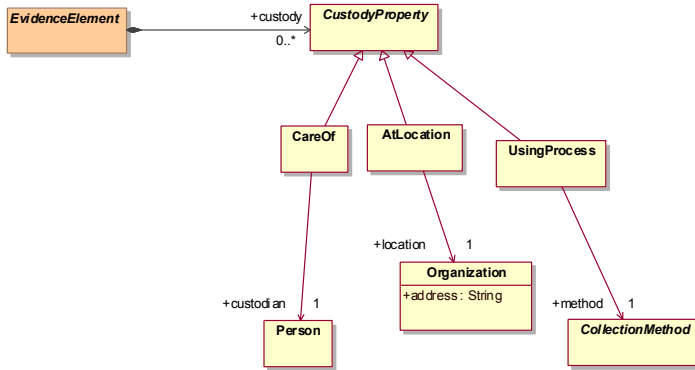 EvidenceElement
+custody
0..*
CustodyProperty
CareOf
AtLocation
UsingProcess
+location
1
Organization
+address : String
+custodian
1
+method
1
Person
CollectionMethod